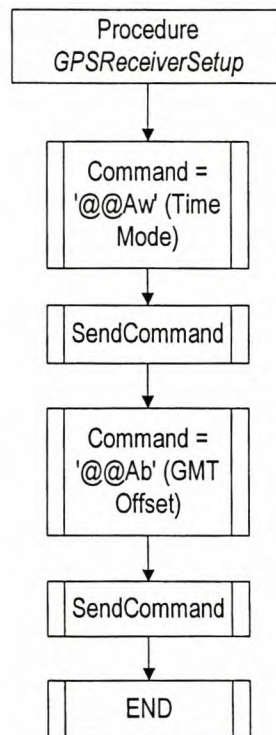 Procedure
GPSReceiverSetup
Command =
'@@Aw' (Time
Mode)
SendCommand
Command =
'@@Ab' (GMT
Offset)
SendCommand
END